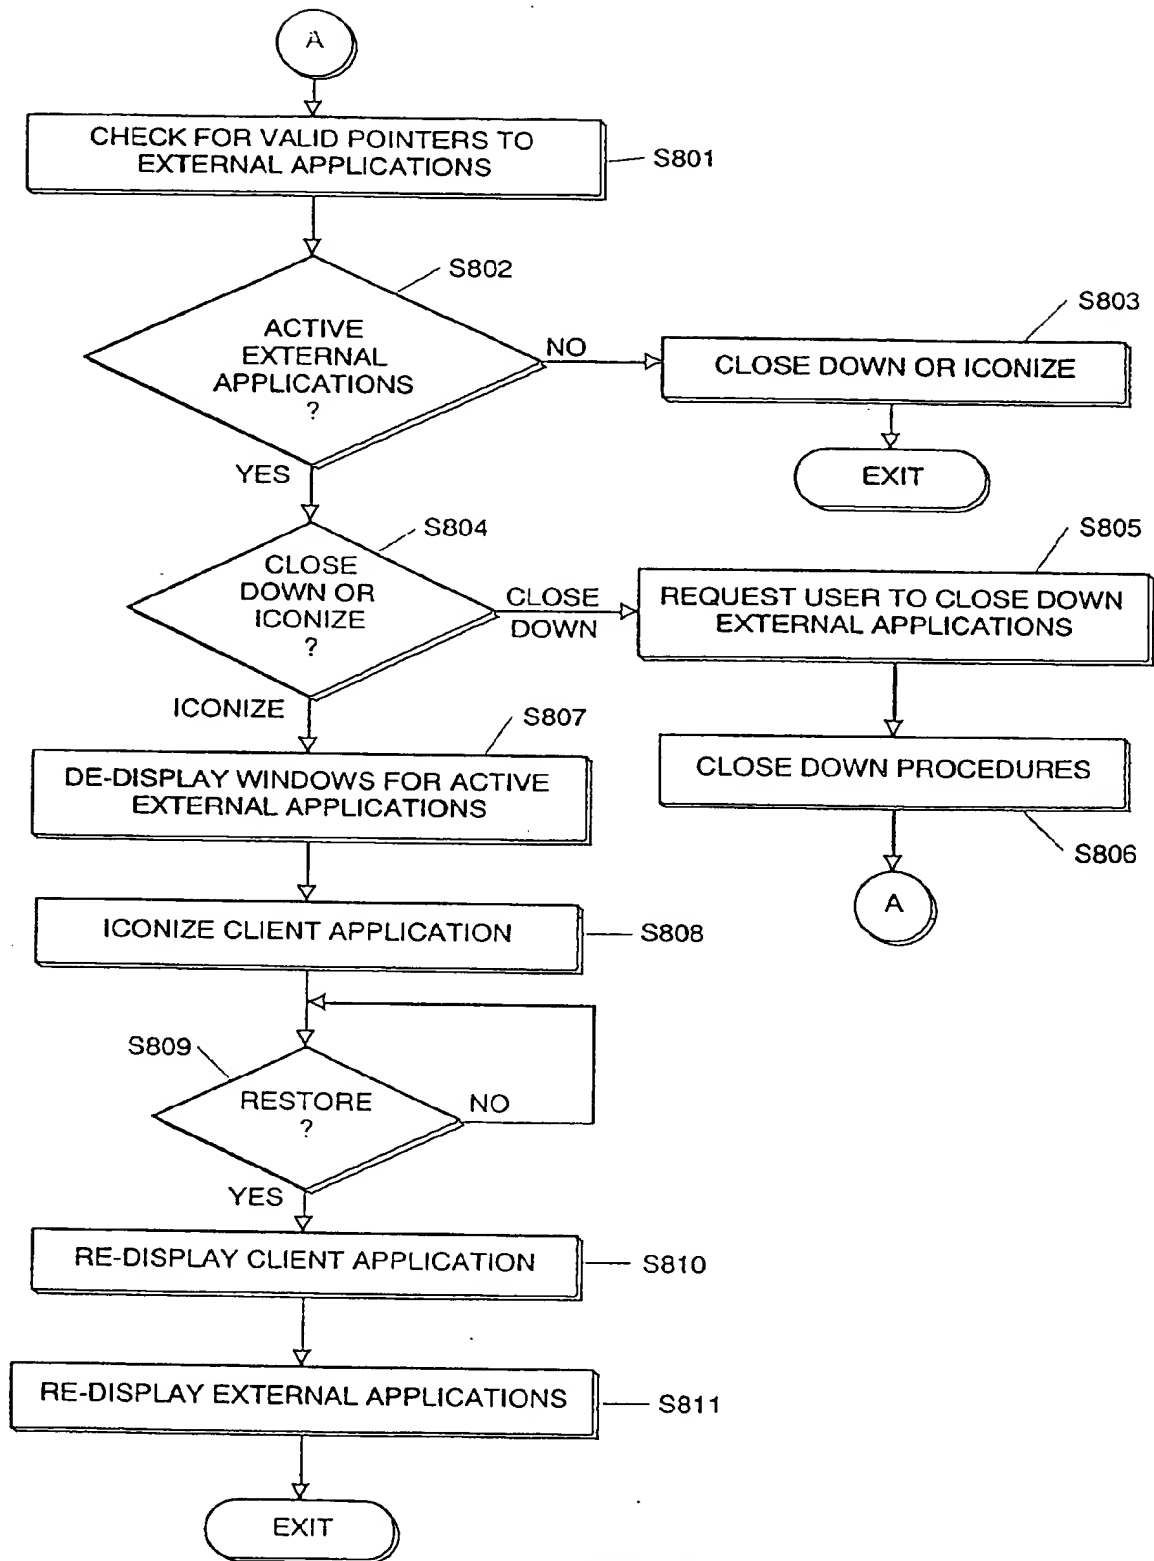 A
CHECK FOR VALID POINTERS TO
EXTERNAL APPLICATIONS
S801
S802
ACTIVE
EXTERNAL
APPLICATIONS
?
NO
YES
S803
CLOSE DOWN OR ICONIZE
EXIT
S804
CLOSE
DOWN OR
ICONIZE
?
CLOSE
DOWN
ICONIZE
S805
REQUEST USER TO CLOSE DOWN
EXTERNAL APPLICATIONS
CLOSE DOWN PROCEDURES
S806
A
S807
DE-DISPLAY WINDOWS FOR ACTIVE
EXTERNAL APPLICATIONS
ICONIZE CLIENT APPLICATION
S808
S809
RESTORE
?
NO
YES
RE-DISPLAY CLIENT APPLICATION
S810
RE-DISPLAY EXTERNAL APPLICATIONS
S811
EXIT